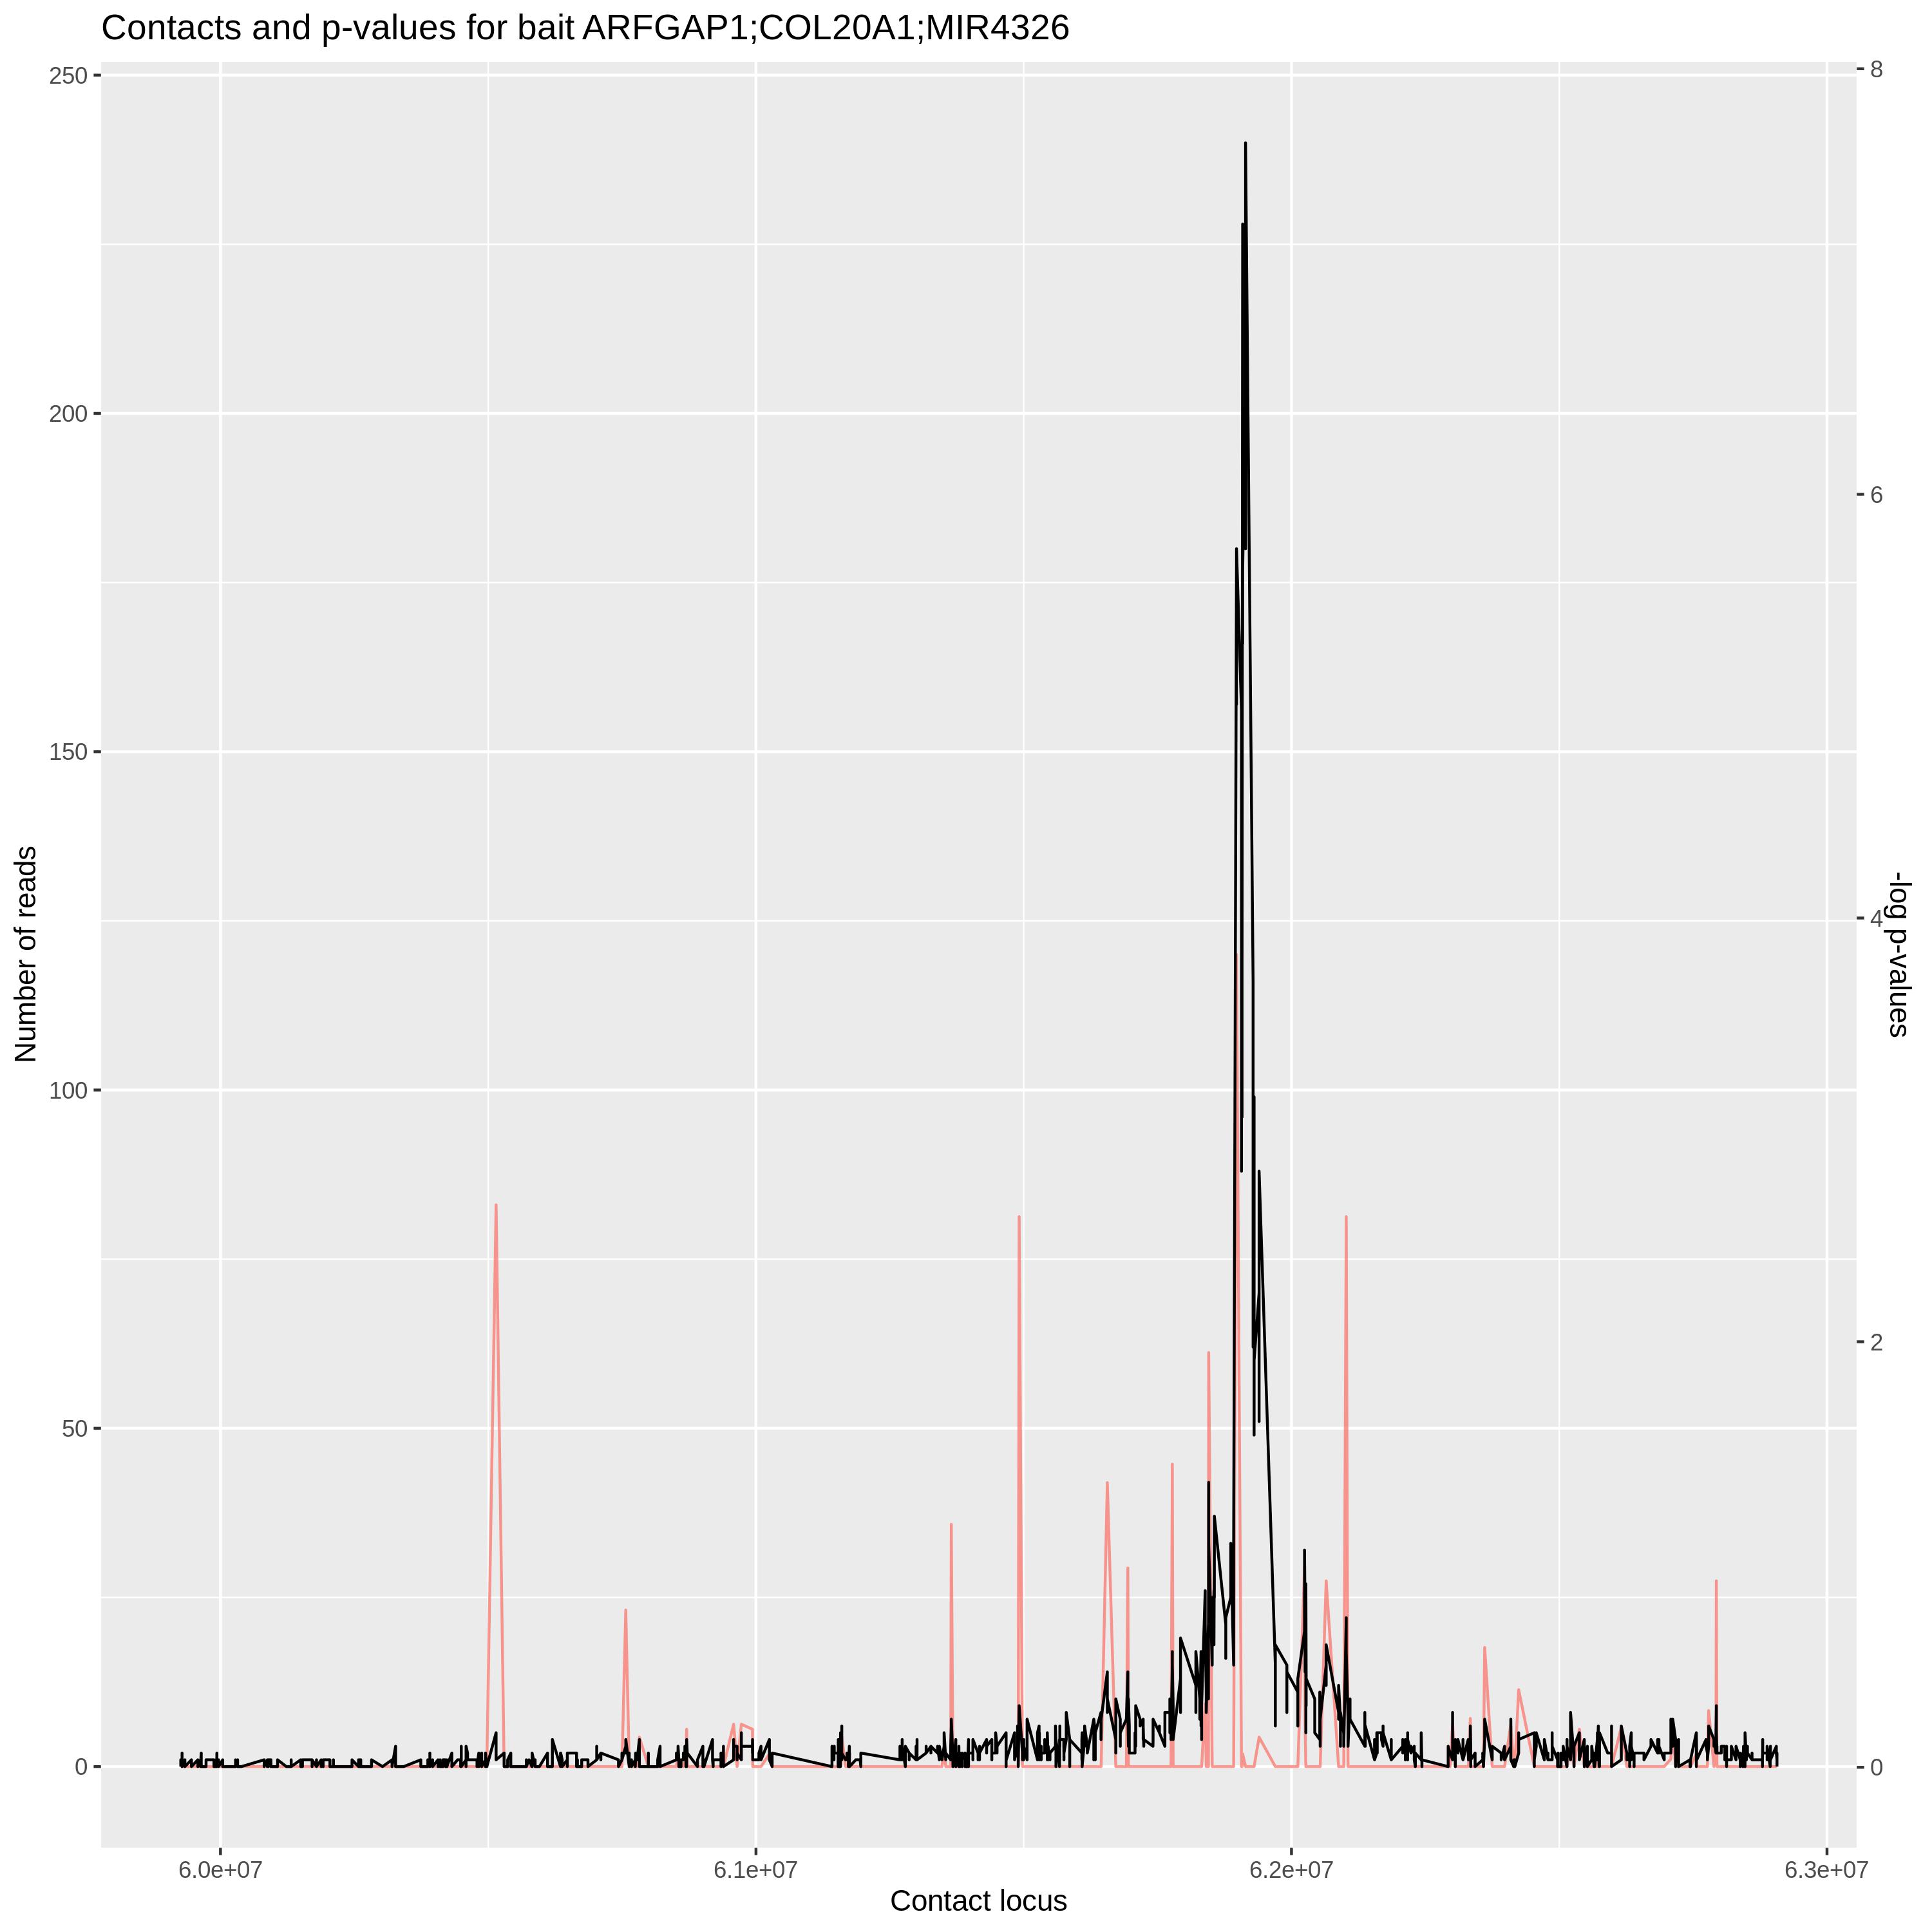 Contacts and p-values for bait ARFGAP1;COL20A1;MIR4326
250
200
150
100
50
0
Number of reads
8
6
4
2
0
-log p-values
6.0e+07 6.1e+07 6.2e+07 6.3e+07
Contact locus